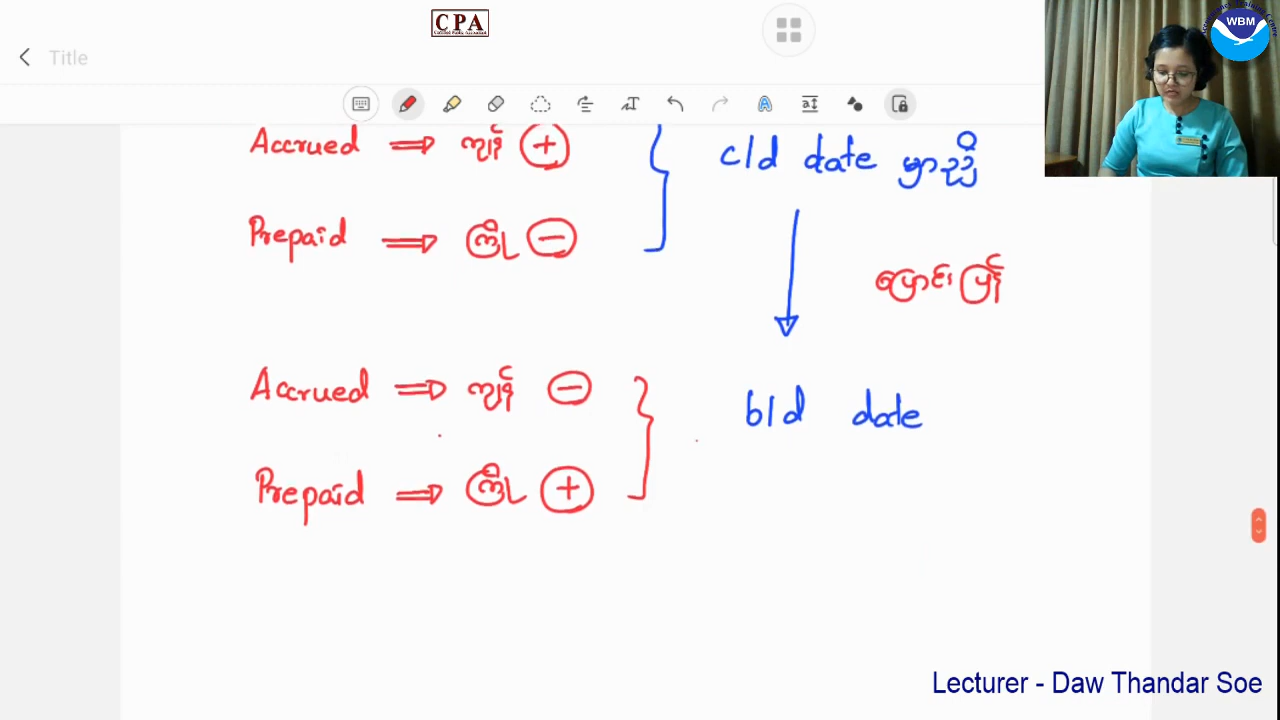 CPA
Title
WBM
Accrued ⇒ ကျန် +
c/d date မှာညှိ
Prepaid ⇒ ကြို −
ပြောင်းပြန်
Accrued ⇒ ကျန် −
b/d date
Prepaid ⇒ ကြို +
Lecturer - Daw Thandar Soe